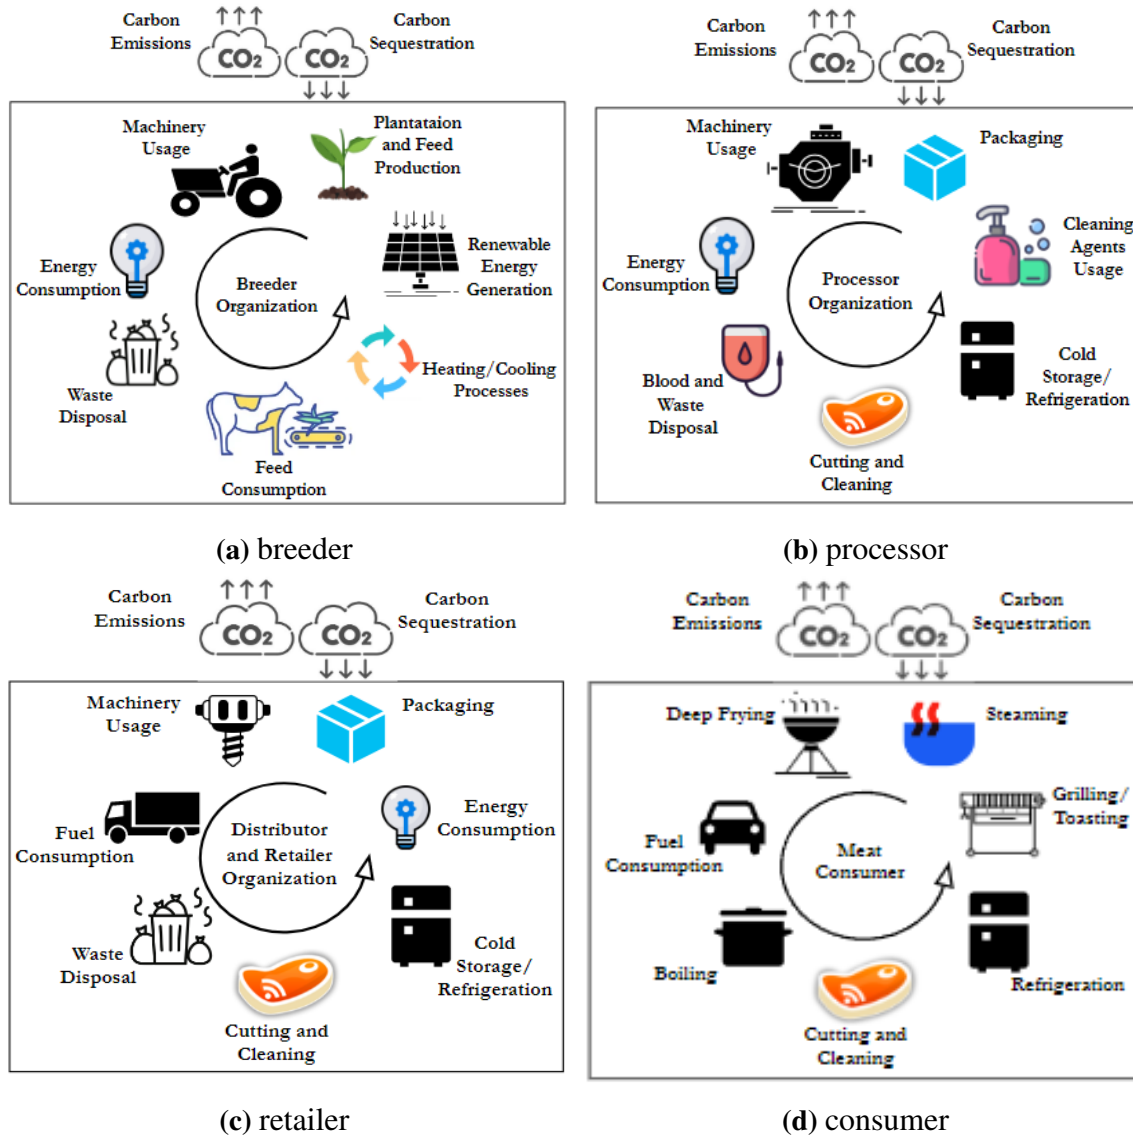 Carbon
Emissions
CO2
CO2
Carbon
Sequestration
Machinery
Usage
Plantataion
and Feed
Production
Energy
Consumption
Breeder
Organization
Renewable
Energy
Generation
Waste
Disposal
Heating/Cooling
Processes
Feed
Consumption
(a) breeder
Carbon
Emissions
CO2
CO2
Carbon
Sequestration
Machinery
Usage
Packaging
Energy
Consumption
Processor
Organization
Cleaning
Agents
Usage
Blood and
Waste
Disposal
Cold
Storage/
Refrigeration
Cutting and
Cleaning
(b) processor
Carbon
Emissions
CO2
CO2
Carbon
Sequestration
Machinery
Usage
Packaging
Fuel
Consumption
Distributor
and Retailer
Organization
Energy
Consumption
Waste
Disposal
Cold
Storage/
Refrigeration
Cutting and
Cleaning
(c) retailer
Carbon
Emissions
CO2
CO2
Carbon
Sequestration
Deep Frying
Steaming
Fuel
Consumption
Meat
Consumer
Grilling/
Toasting
Boiling
Refrigeration
Cutting and
Cleaning
(d) consumer